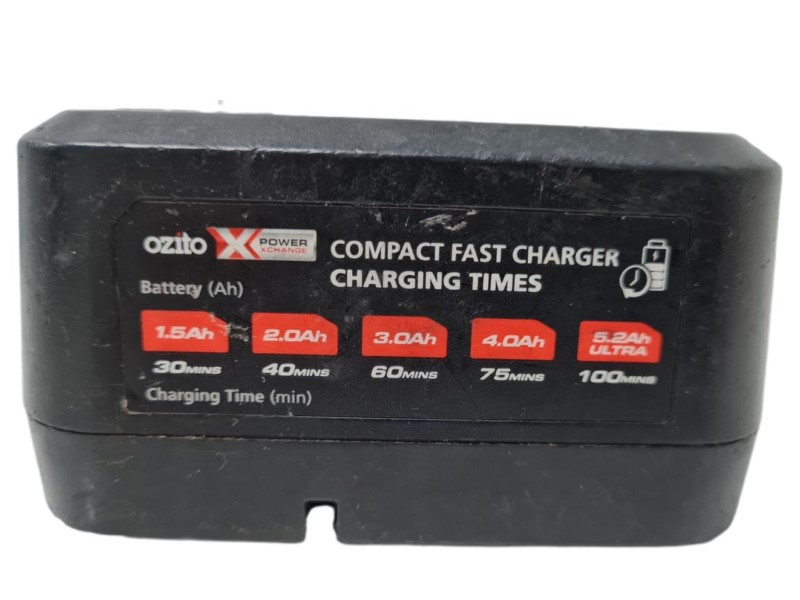 ozito X POWER XCHANGE
COMPACT FAST CHARGER
CHARGING TIMES
Battery (Ah)
1.5Ah 2.0Ah 3.0Ah 4.0Ah 5.2Ah ULTRA
30MINS 40MINS 60MINS 75MINS 100MINS
Charging Time (min)